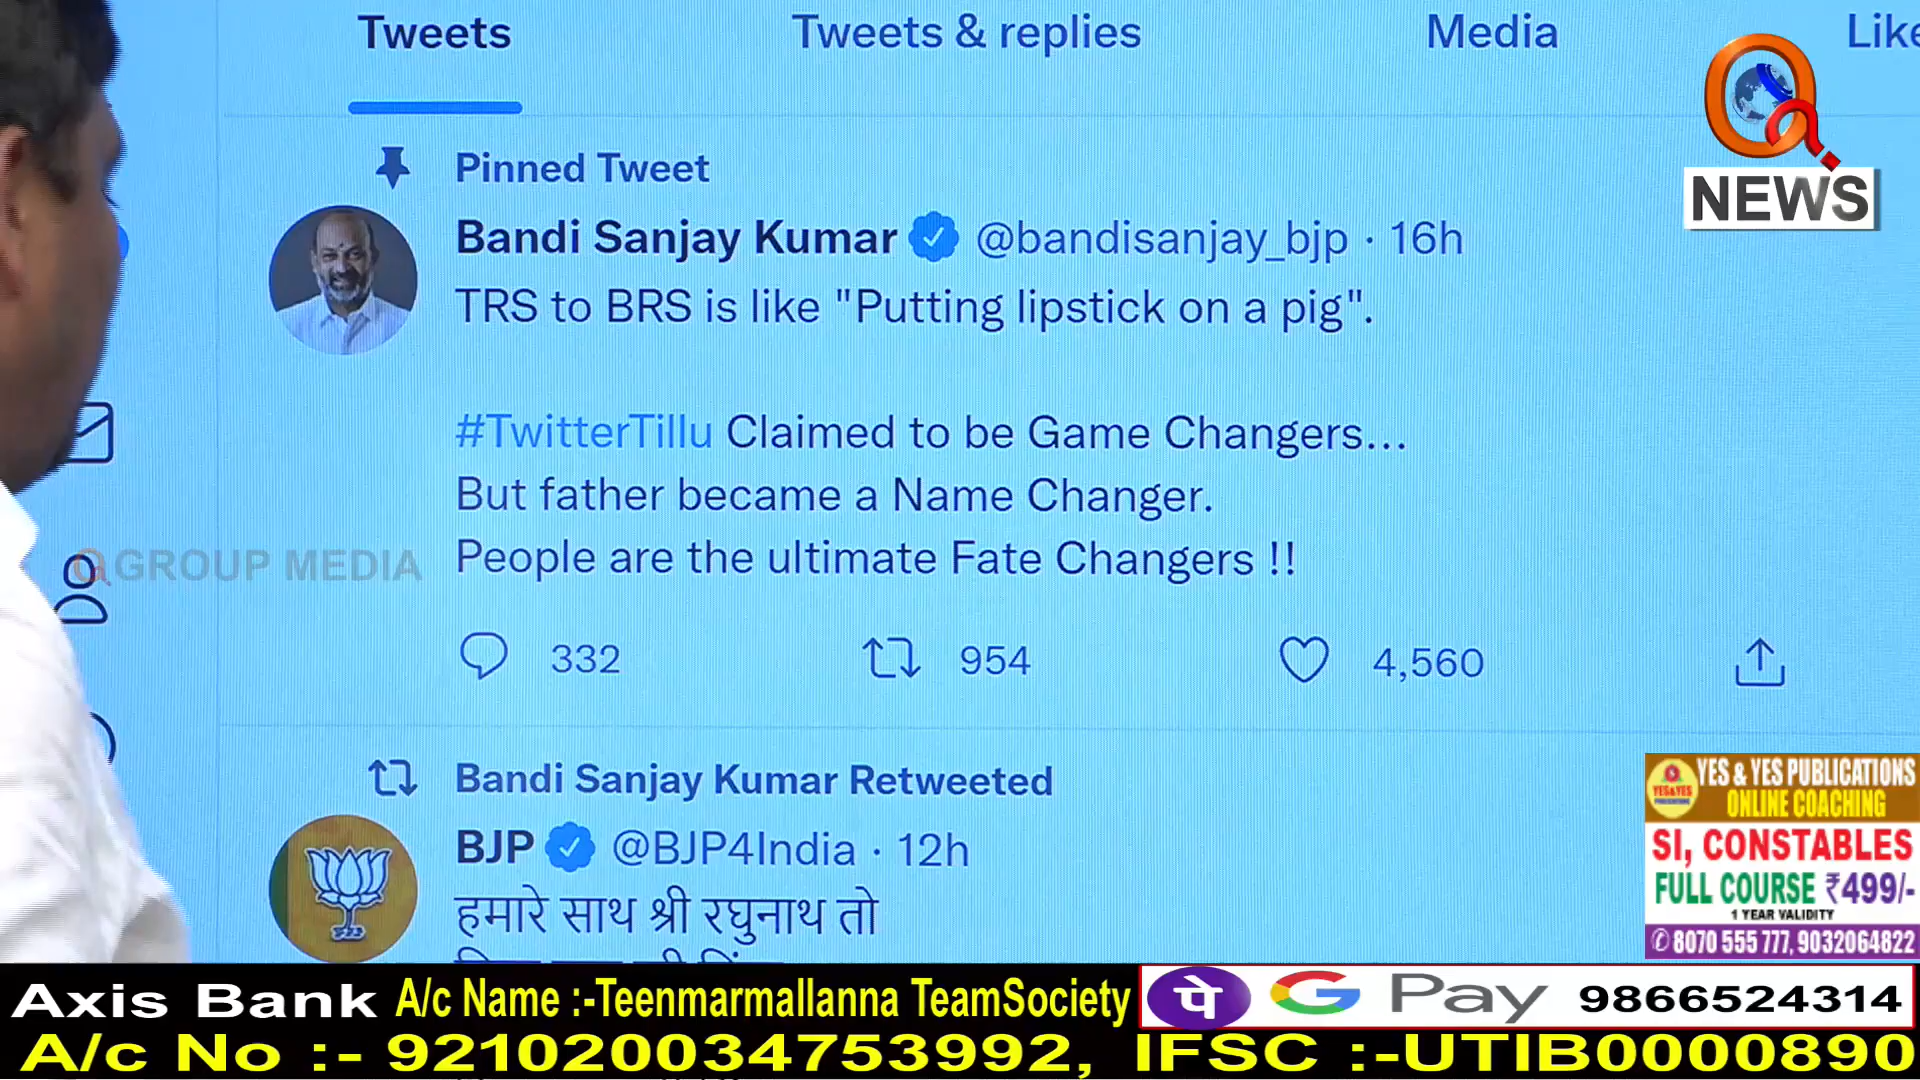 Tweets Tweets & replies Media Like
Pinned Tweet
Bandi Sanjay Kumar @bandisanjay_bjp · 16h
TRS to BRS is like "Putting lipstick on a pig".
#TwitterTillu Claimed to be Game Changers...
But father became a Name Changer.
People are the ultimate Fate Changers !!
332 954 4,560
Bandi Sanjay Kumar Retweeted
BJP @BJP4India · 12h
हमारे साथ श्री रघुनाथ तो
Q GROUP MEDIA
Q NEWS
YES & YES PUBLICATIONS
ONLINE COACHING
SI, CONSTABLES
FULL COURSE ₹499/-
1 YEAR VALIDITY
8070 555 777, 9032064822
Axis Bank A/c Name :-Teenmarmallanna TeamSociety
पे G Pay 9866524314
A/c No :- 921020034753992, IFSC :-UTIB0000890